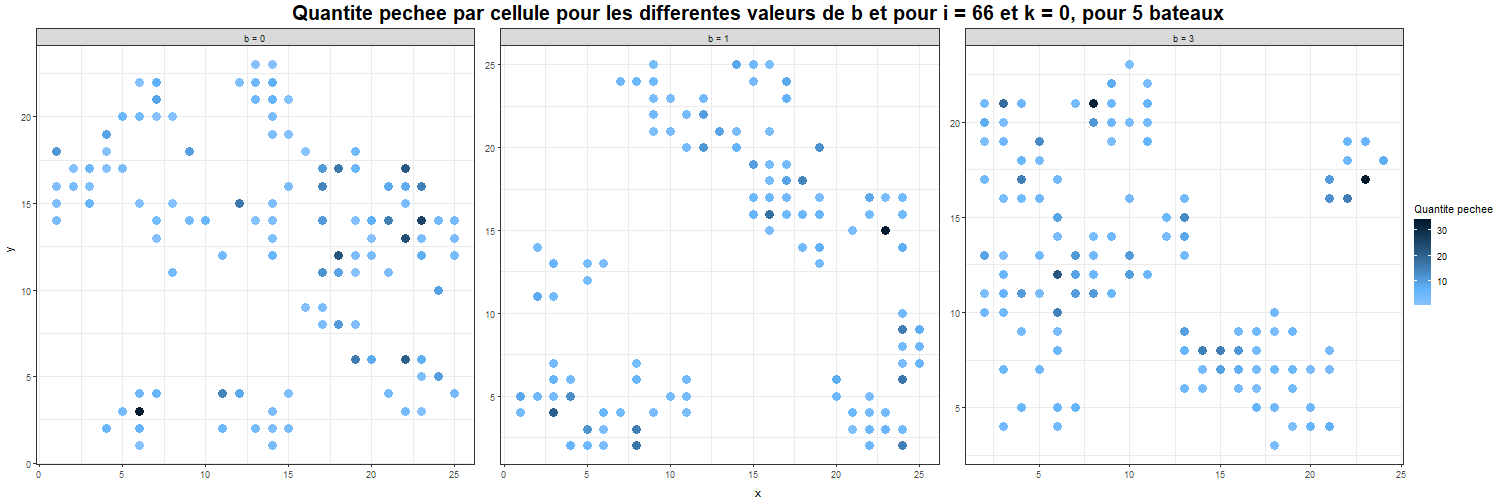 Quantite pechee par cellule pour les differentes valeurs de b et pour i = 66 et k = 0, pour 5 bateaux
b = 0
b = 1
b = 3
y
20
15
10
5
0
25
20
15
10
5
20
15
10
5
0 5 10 15 20 25
0 5 10 15 20 25
5 10 15 20 25
x
Quantite pechee
30
20
10